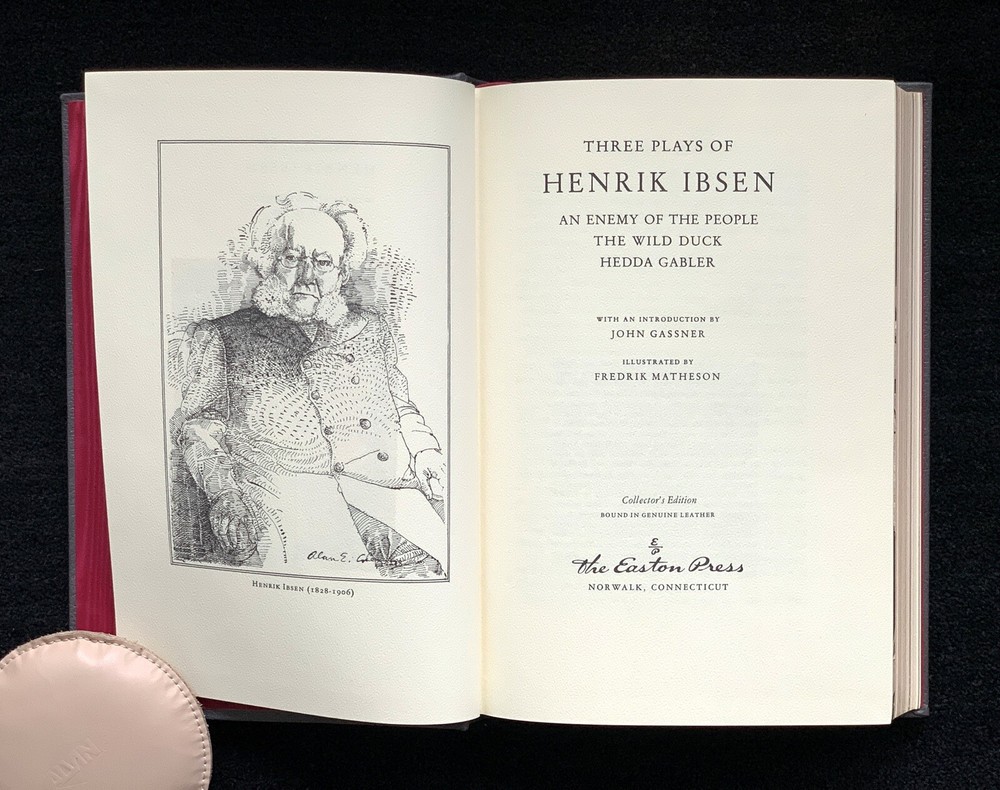 Alan E.
HENRIK IBSEN (1828-1906)
THREE PLAYS OF
HENRIK IBSEN
AN ENEMY OF THE PEOPLE
THE WILD DUCK
HEDDA GABLER
WITH AN INTRODUCTION BY
JOHN GASSNER
ILLUSTRATED BY
FREDRIK MATHESON
Collector's Edition
BOUND IN GENUINE LEATHER
The Easton Press
NORWALK, CONNECTICUT
ALVIN